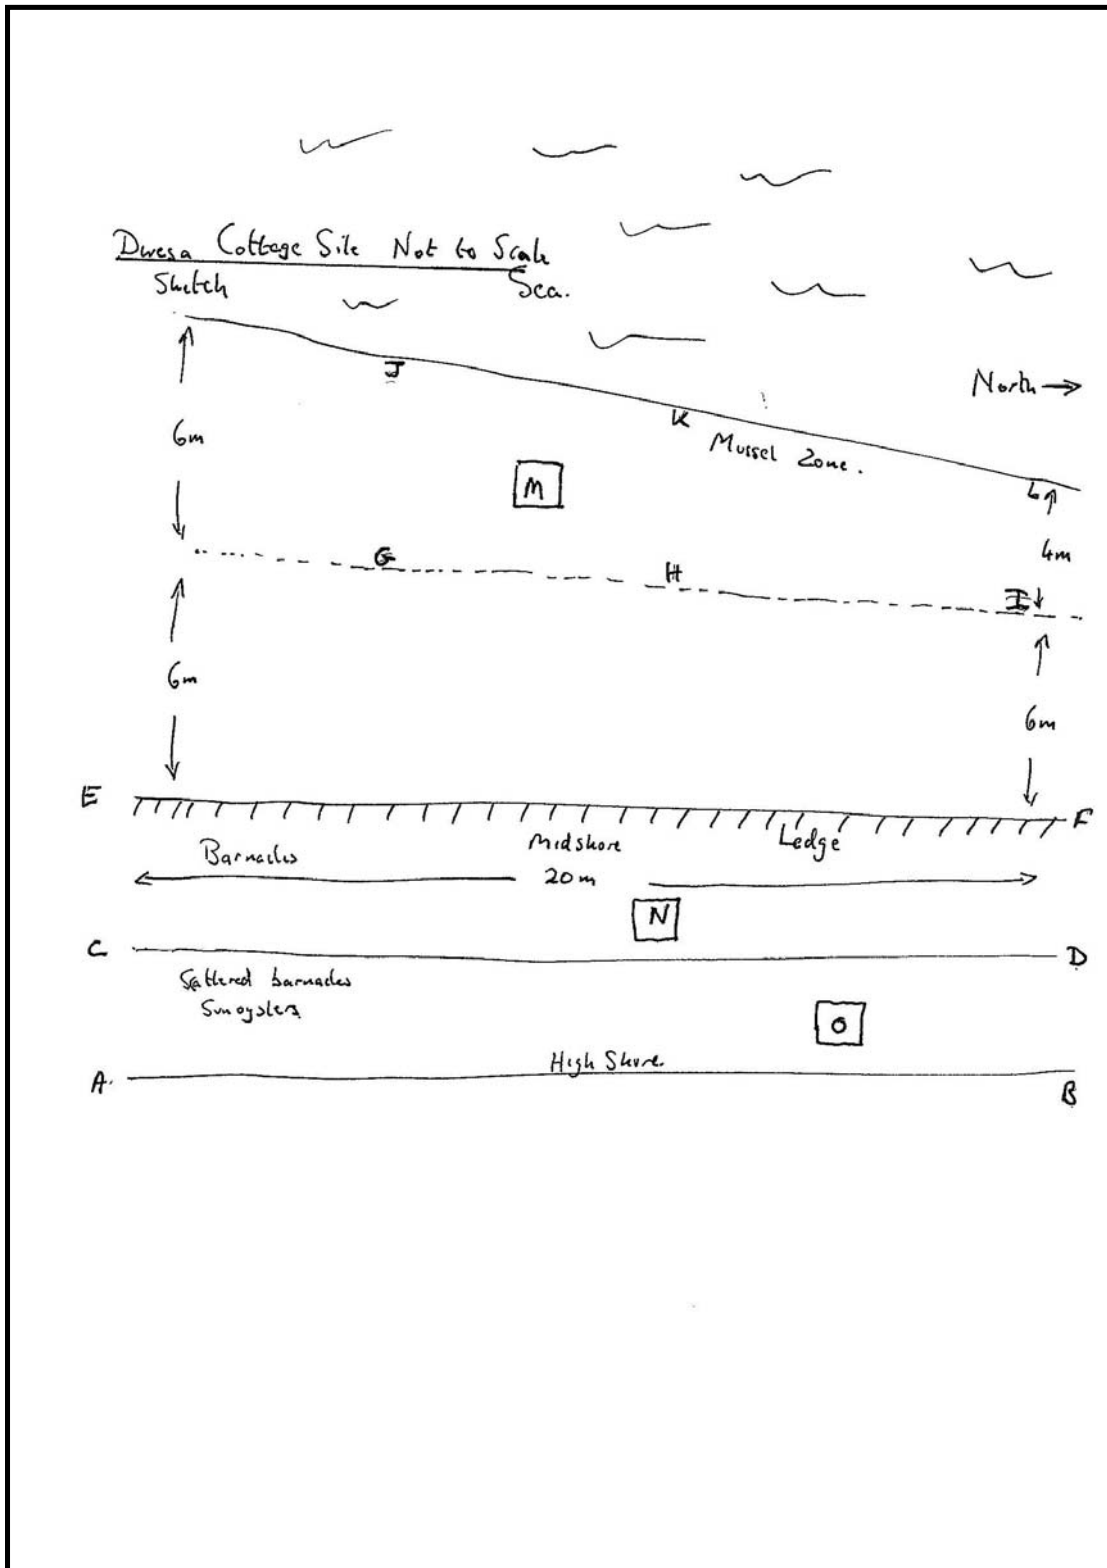 Dwesa Cottage Site Not to Scale
Sketch
Sea.
J
North →
K
6m
Mussel Zone.
M
L
G
H
4m
I
6m
6m
E
F
Barnacles
Midshore
Ledge
20m
N
C
D
Scattered barnacles
Sun oysters
O
High Shore.
A.
B